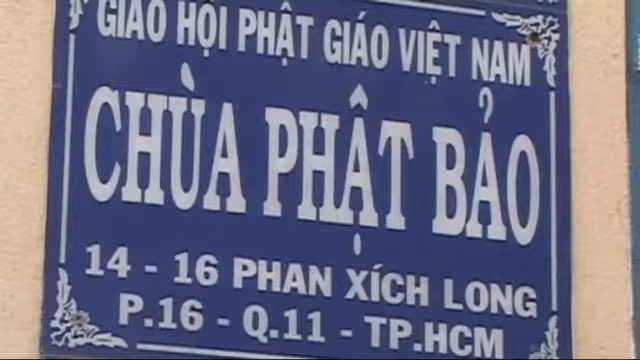 GIÁO HỘI PHẬT GIÁO VIỆT NAM
CHÙA PHẬT BẢO
14 - 16 PHAN XÍCH LONG
P.16 - Q.11 - TP.HCM